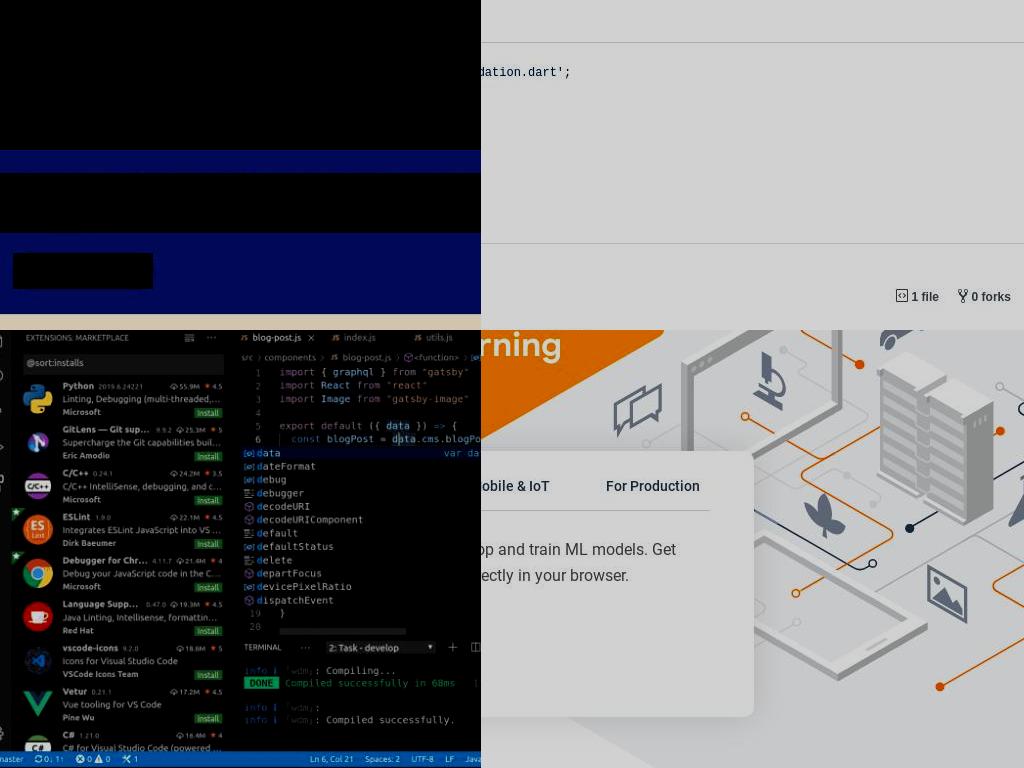 dation.dart';
1 file 0 forks
EXTENSIONS: MARKETPLACE
@sort:installs
Python 2019.6.24221 55.9M 4.5
Linting, Debugging (multi-threaded,...
Microsoft Install
GitLens — Git sup... 9.9.2 25.3M 5
Supercharge the Git capabilities buil...
Eric Amodio Install
C/C++ 0.24.1 24.2M 3.5
C/C++ IntelliSense, debugging, and c...
Microsoft Install
ESLint 1.9.0 22.1M 4.5
Integrates ESLint JavaScript into VS ...
Dirk Baeumer Install
Debugger for Chr... 4.11.7 21.4M 4
Debug your JavaScript code in the C...
Microsoft Install
Language Supp... 0.47.0 19.3M 4.5
Java Linting, Intellisense, formattin...
Red Hat Install
vscode-icons 9.2.0 18.6M 5
Icons for Visual Studio Code
VSCode Icons Team Install
Vetur 0.21.1 17.2M 4.5
Vue tooling for VS Code
Pine Wu Install
C# 1.21.0 16.4M 4
C# for Visual Studio Code (powered ...
blog-post.js index.js utils.js
src components blog-post.js <function>
1 import { graphql } from "gatsby"
2 import React from "react"
3 import Image from "gatsby-image"
4
5 export default ({ data }) => {
6 const blogPost = data.cms.blogPo
data var da
dateFormat
debug
debugger
decodeURI
decodeURIComponent
default
defaultStatus
delete
departFocus
devicePixelRatio
dispatchEvent
19 }
20
TERMINAL ... 2: Task - develop
info i ｢wdm｣: Compiling...
DONE Compiled successfully in 68ms
info i ｢wdm｣:
info i ｢wdm｣: Compiled successfully.
master 0↓ 1↑ 0 0 1 Ln 6, Col 21 Spaces: 2 UTF-8 LF Java
rning
obile & IoT For Production
op and train ML models. Get
ectly in your browser.